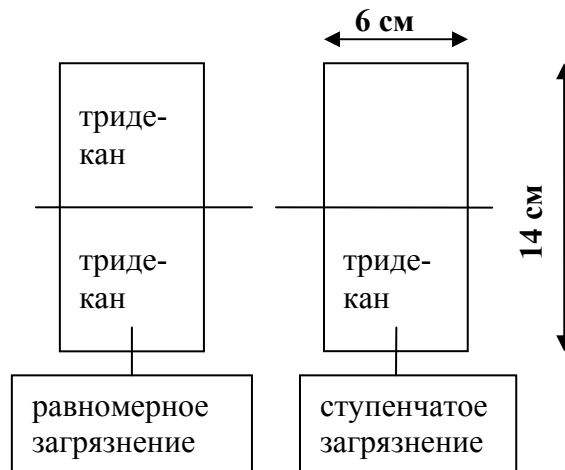 6 см
триде-
кан
14 см
триде-
кан
триде-
кан
равномерное
загрязнение
ступенчатое
загрязнение